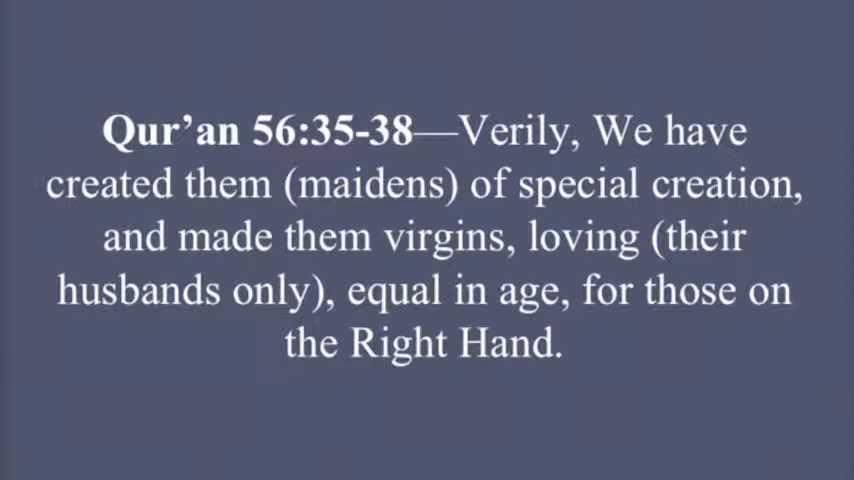 Qur’an 56:35-38—Verily, We have
created them (maidens) of special creation,
and made them virgins, loving (their
husbands only), equal in age, for those on
the Right Hand.